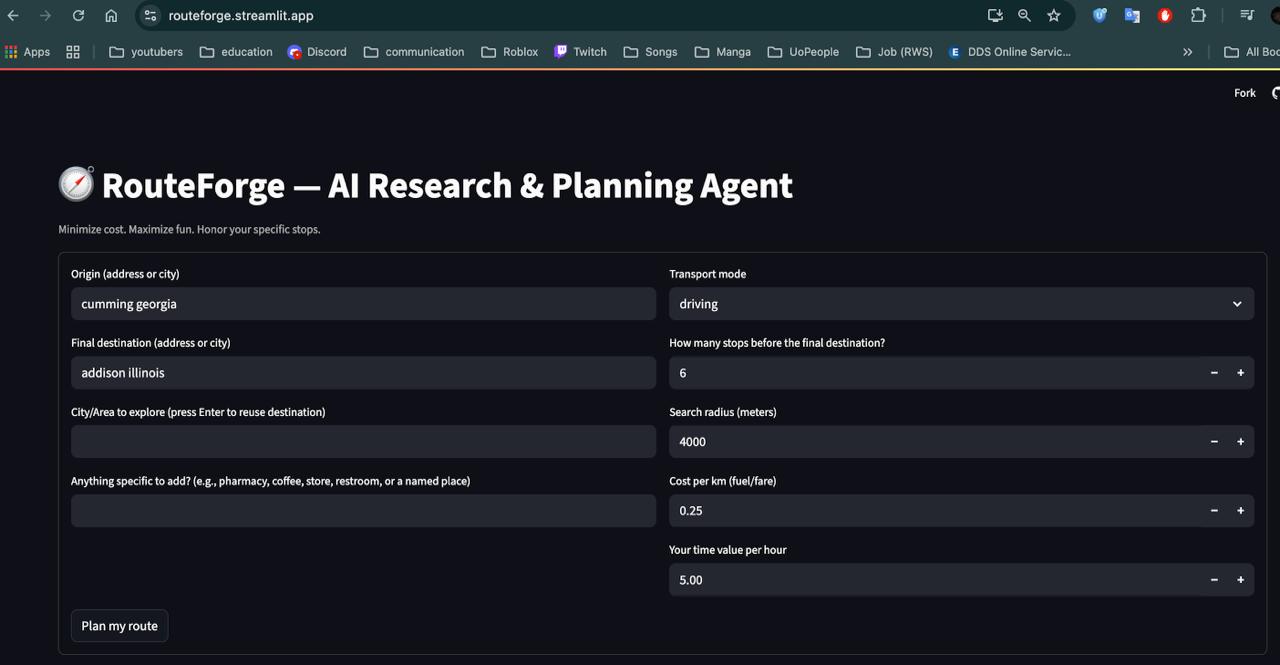 routeforge.streamlit.app
Apps youtubers education Discord communication Roblox Twitch Songs Manga UoPeople Job (RWS) E DDS Online Servic... » All Boo
Fork
RouteForge — AI Research & Planning Agent
Minimize cost. Maximize fun. Honor your specific stops.
Origin (address or city)
cumming georgia
Final destination (address or city)
addison illinois
City/Area to explore (press Enter to reuse destination)
Anything specific to add? (e.g., pharmacy, coffee, store, restroom, or a named place)
Transport mode
driving
How many stops before the final destination?
6 − +
Search radius (meters)
4000 − +
Cost per km (fuel/fare)
0.25 − +
Your time value per hour
5.00 − +
Plan my route